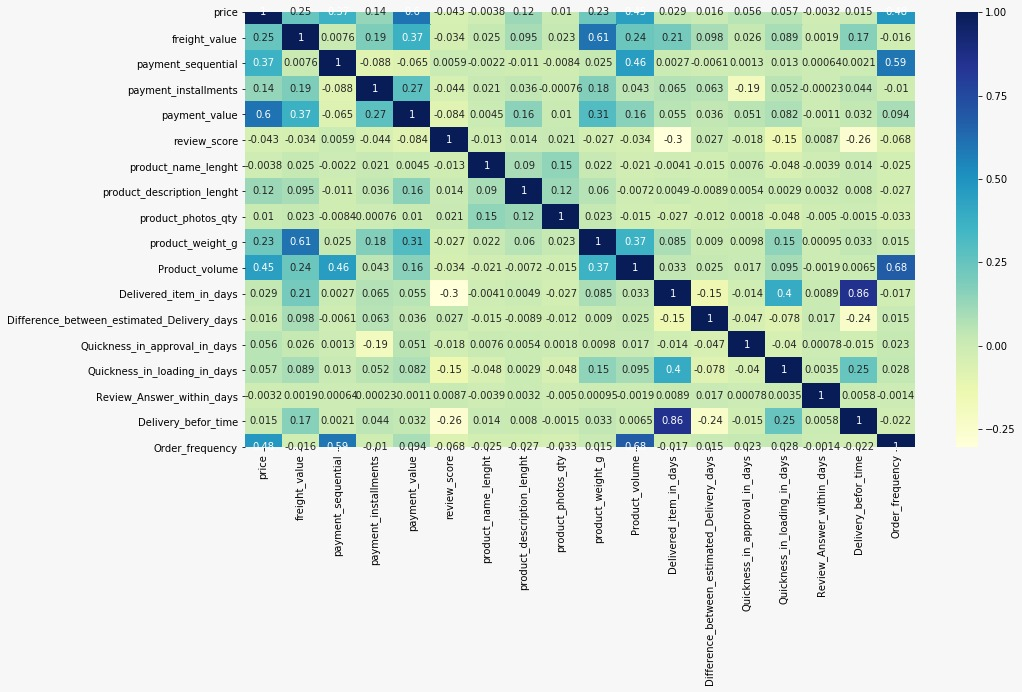 price 1 0.25 0.37 0.14 0.6 -0.043 -0.0038 0.12 0.01 0.23 0.45 0.029 0.016 0.056 0.057 -0.0032 0.015 0.48
freight_value 0.25 1 0.0076 0.19 0.37 -0.034 0.025 0.095 0.023 0.61 0.24 0.21 0.098 0.026 0.089 0.0019 0.17 -0.016
payment_sequential 0.37 0.0076 1 -0.088 -0.065 0.0059 -0.0022 -0.011 -0.0084 0.025 0.46 0.0027 -0.0061 0.0013 0.013 0.00064 0.0021 0.59
payment_installments 0.14 0.19 -0.088 1 0.27 -0.044 0.021 0.036 -0.00076 0.18 0.043 0.065 0.063 -0.19 0.052 -0.00023 0.044 -0.01
payment_value 0.6 0.37 -0.065 0.27 1 -0.084 0.0045 0.16 0.01 0.31 0.16 0.055 0.036 0.051 0.082 -0.0011 0.032 0.094
review_score -0.043 -0.034 0.0059 -0.044 -0.084 1 -0.013 0.014 0.021 -0.027 -0.034 -0.3 0.027 -0.018 -0.15 0.0087 -0.26 -0.068
product_name_lenght -0.0038 0.025 -0.0022 0.021 0.0045 -0.013 1 0.09 0.15 0.022 -0.021 -0.0041 -0.015 0.0076 -0.048 -0.0039 0.014 -0.025
product_description_lenght 0.12 0.095 -0.011 0.036 0.16 0.014 0.09 1 0.12 0.06 -0.0072 0.0049 -0.0089 0.0054 0.0029 0.0032 0.008 -0.027
product_photos_qty 0.01 0.023 -0.0084 -0.00076 0.01 0.021 0.15 0.12 1 0.023 -0.015 -0.027 -0.012 0.0018 -0.048 -0.005 -0.0015 -0.033
product_weight_g 0.23 0.61 0.025 0.18 0.31 -0.027 0.022 0.06 0.023 1 0.37 0.085 0.009 0.0098 0.15 0.00095 0.033 0.015
Product_volume 0.45 0.24 0.46 0.043 0.16 -0.034 -0.021 -0.0072 -0.015 0.37 1 0.033 0.025 0.017 0.095 -0.0019 0.0065 0.68
Delivered_item_in_days 0.029 0.21 0.0027 0.065 0.055 -0.3 -0.0041 0.0049 -0.027 0.085 0.033 1 -0.15 -0.014 0.4 0.0089 0.86 -0.017
Difference_between_estimated_Delivery_days 0.016 0.098 -0.0061 0.063 0.036 0.027 -0.015 -0.0089 -0.012 0.009 0.025 -0.15 1 -0.047 -0.078 0.017 -0.24 0.015
Quickness_in_approval_in_days 0.056 0.026 0.0013 -0.19 0.051 -0.018 0.0076 0.0054 0.0018 0.0098 0.017 -0.014 -0.047 1 -0.04 0.00078 -0.015 0.023
Quickness_in_loading_in_days 0.057 0.089 0.013 0.052 0.082 -0.15 -0.048 0.0029 -0.048 0.15 0.095 0.4 -0.078 -0.04 1 0.0035 0.25 0.028
Review_Answer_within_days -0.0032 0.0019 0.00064 -0.00023 -0.0011 0.0087 -0.0039 0.0032 -0.005 0.00095 -0.0019 0.0089 0.017 0.00078 0.0035 1 0.0058 -0.0014
Delivery_befor_time 0.015 0.17 0.0021 0.044 0.032 -0.26 0.014 0.008 -0.0015 0.033 0.0065 0.86 -0.24 -0.015 0.25 0.0058 1 -0.022
Order_frequency 0.48 -0.016 0.59 -0.01 0.094 -0.068 -0.025 -0.027 -0.033 0.015 0.68 -0.017 0.015 0.023 0.028 -0.0014 -0.022 1
price
freight_value
payment_sequential
payment_installments
payment_value
review_score
product_name_lenght
product_description_lenght
product_photos_qty
product_weight_g
Product_volume
Delivered_item_in_days
Difference_between_estimated_Delivery_days
Quickness_in_approval_in_days
Quickness_in_loading_in_days
Review_Answer_within_days
Delivery_befor_time
Order_frequency
1.00
0.75
0.50
0.25
0.00
−0.25